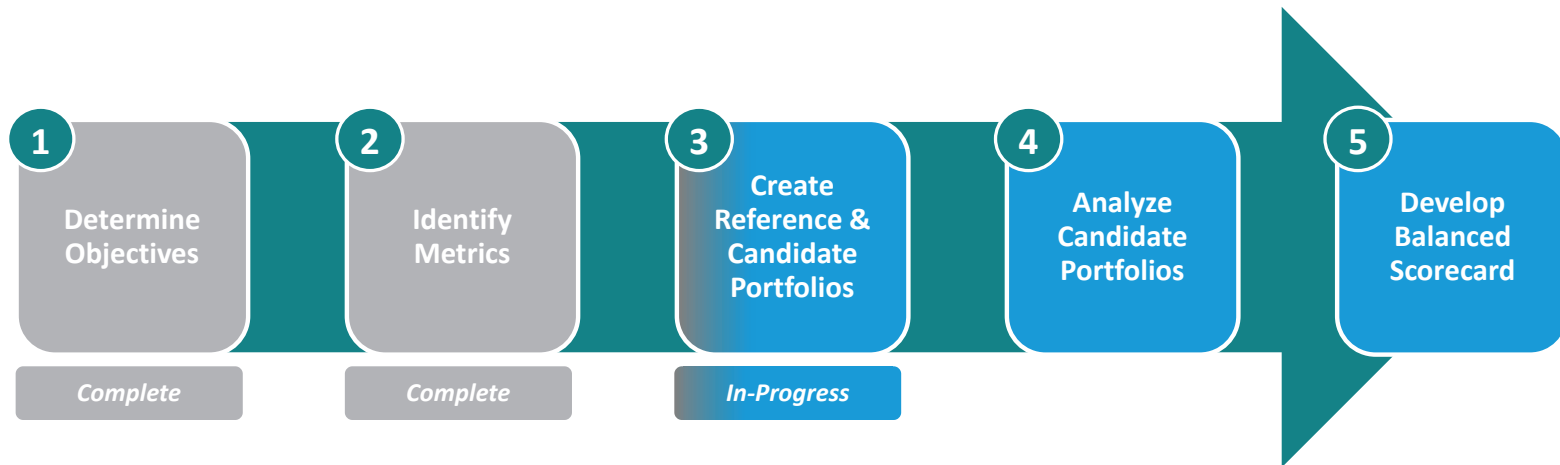 1
Determine
Objectives
Complete
2
Identify
Metrics
Complete
3
Create
Reference &
Candidate
Portfolios
In-Progress
4
Analyze
Candidate
Portfolios
5
Develop
Balanced
Scorecard